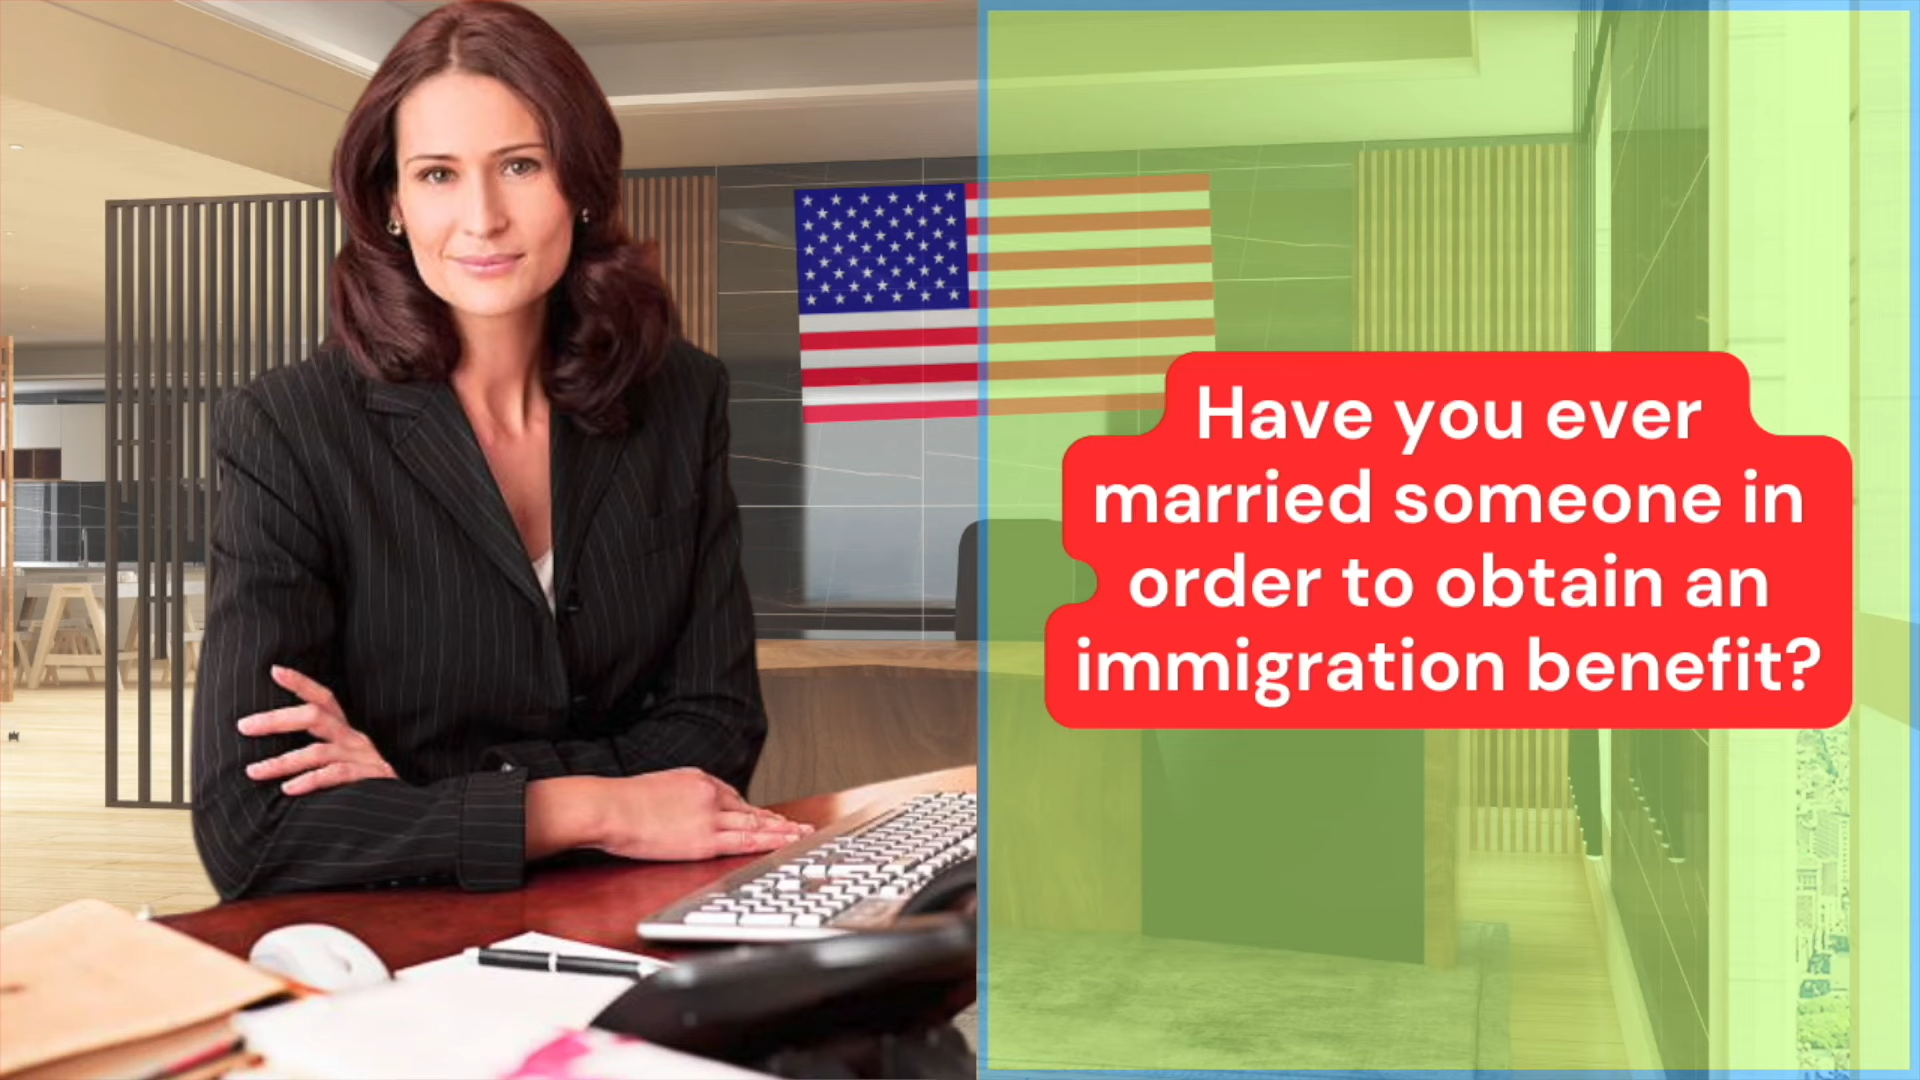 Have you ever
married someone in
order to obtain an
immigration benefit?